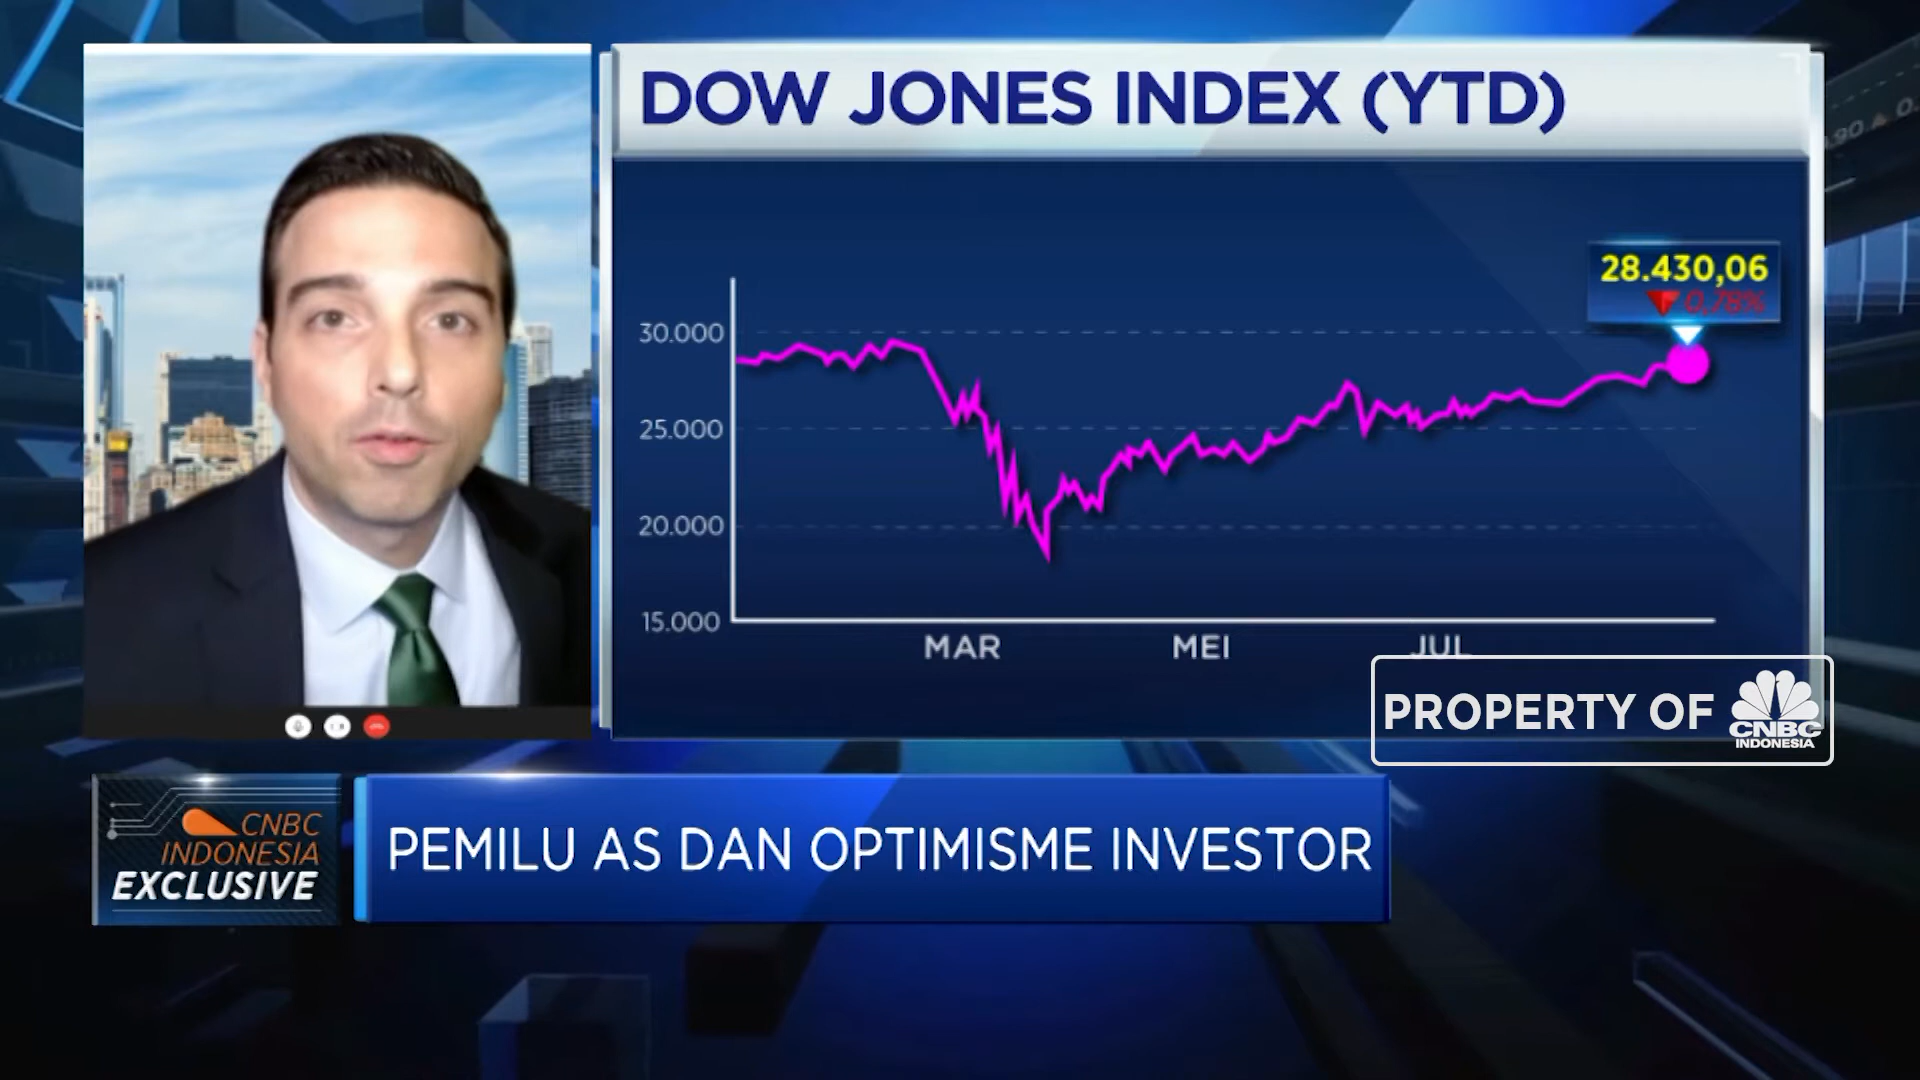 DOW JONES INDEX (YTD)
28.430,06
0,78%
30.000
25.000
20.000
15.000
MAR MEI JUL
PROPERTY OF CNBC INDONESIA
CNBC
INDONESIA
EXCLUSIVE
PEMILU AS DAN OPTIMISME INVESTOR